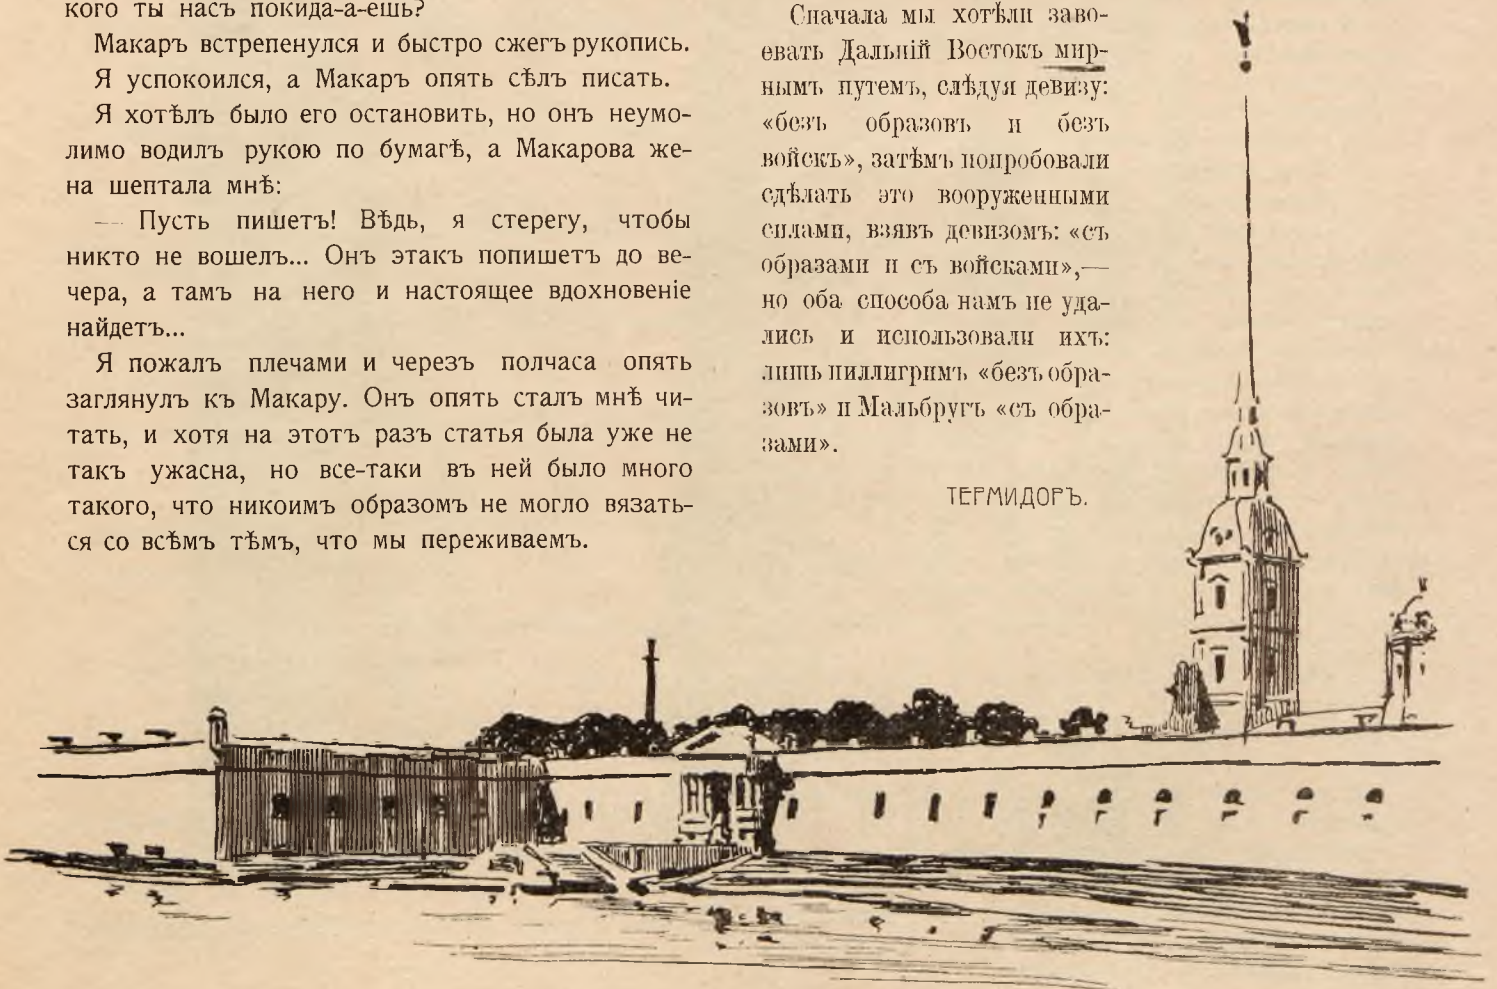 кого ты насъ покида-а-ешь?
Макаръ встрепенулся и быстро сжегъ рукопись.
Я успокоился, а Макаръ опять сѣлъ писать.
Я хотѣлъ было его остановить, но онъ неумо-
лимо водилъ рукою по бумагѣ, а Макарова же-
на шептала мнѣ:
— Пусть пишетъ! Вѣдь, я стерегу, чтобы
никто не вошелъ... Онъ этакъ попишетъ до ве-
чера, а тамъ на него и настоящее вдохновеніе
найдетъ...
Я пожалъ плечами и черезъ полчаса опять
заглянулъ къ Макару. Онъ опять сталъ мнѣ чи-
тать, и хотя на этотъ разъ статья была уже не
такъ ужасна, но все-таки въ ней было много
такого, что никоимъ образомъ не могло вязать-
ся со всѣмъ тѣмъ, что мы переживаемъ.
Сначала мы хотѣли заво-
евать Дальній Востокъ мир-
нымъ путемъ, слѣдуя девизу:
«безъ образовъ и безъ
войскъ», затѣмъ попробовали
сдѣлать это вооруженными
силами, взявъ девизомъ: «съ
образами и съ войсками»,—
но оба способа намъ не уда-
лись и использовали ихъ:
лишь пиллигримъ «безъ обра-
зовъ» и Мальбругъ «съ обра-
зами».
ТЕРМИДОРЪ.